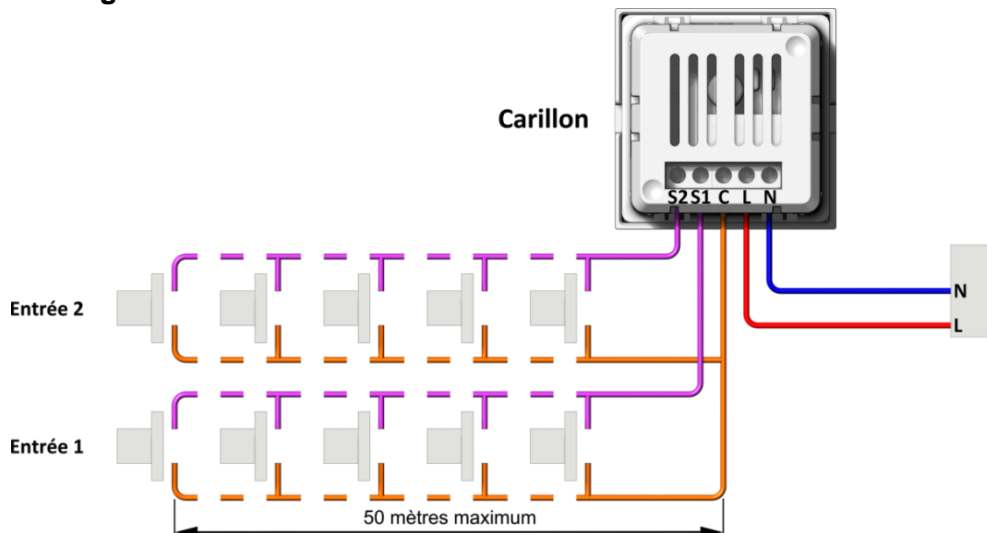 Carillon
S2 S1 C L N
N
Entrée 2
L
Entrée 1
50 mètres maximum